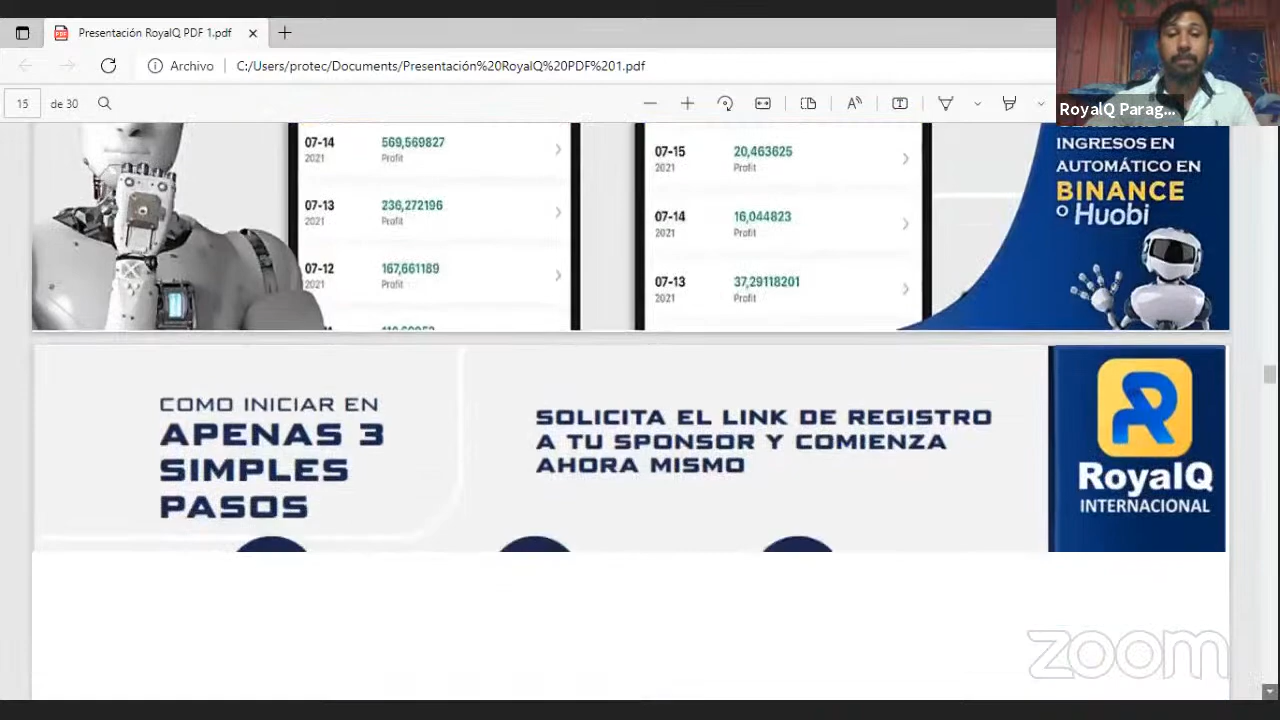 Presentación RoyalQ PDF 1.pdf
Archivo
C:/Users/protec/Documents/Presentación%20RoyalQ%20PDF%201.pdf
15
de 30
RoyalQ Parag...
07-14
569,569827
2021
Profit
07-13
236,272196
2021
Profit
07-12
167,661189
2021
Profit
07-15
20,463625
2021
Profit
07-14
16,044823
2021
Profit
07-13
37,29118201
2021
Profit
INGRESOS EN
AUTOMÁTICO EN
BINANCE
O Huobi
COMO INICIAR EN
APENAS 3
SIMPLES
PASOS
SOLICITA EL LINK DE REGISTRO
A TU SPONSOR Y COMIENZA
AHORA MISMO
RoyalQ
INTERNACIONAL
zoom